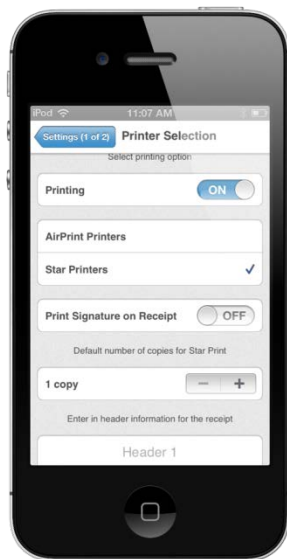 iPod 11:07 AM
Settings (1 of 2) Printer Selection
Select printing option
Printing ON
AirPrint Printers
Star Printers
Print Signature on Receipt OFF
Default number of copies for Star Print
1 copy − +
Enter in header information for the receipt
Header 1